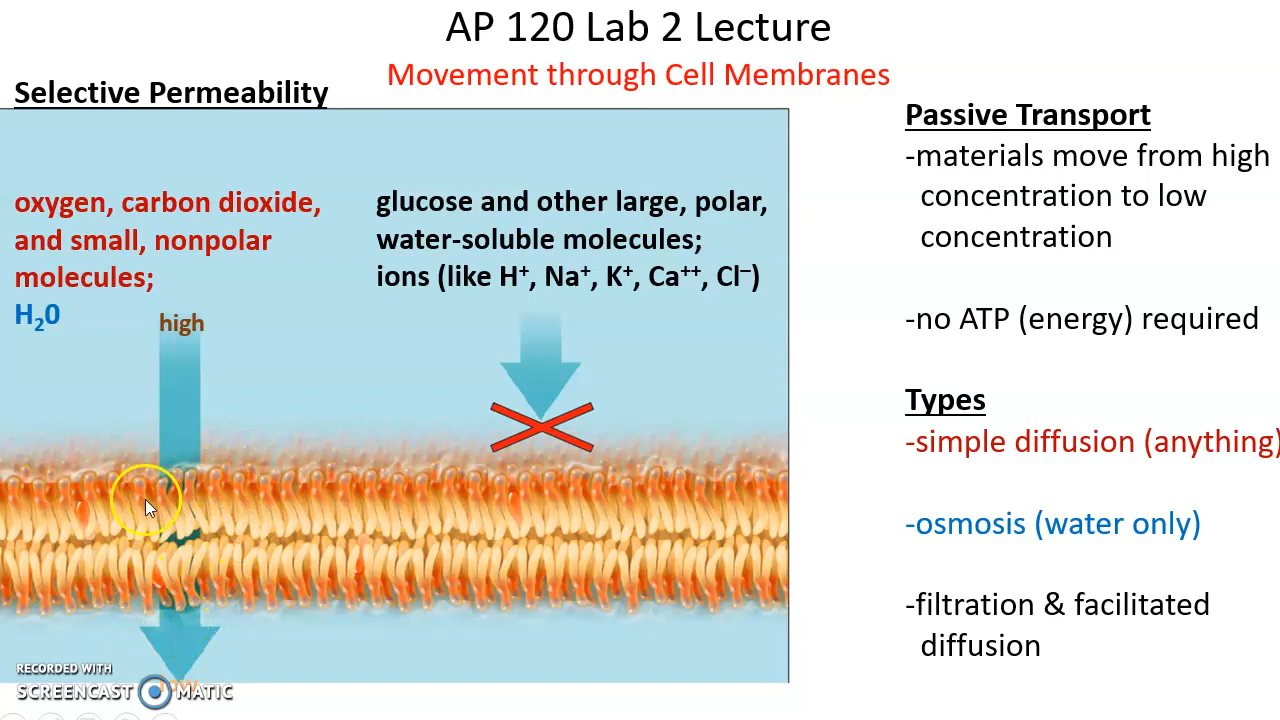 AP 120 Lab 2 Lecture
Movement through Cell Membranes
Selective Permeability
oxygen, carbon dioxide,
and small, nonpolar
molecules;
H₂0
high
glucose and other large, polar,
water-soluble molecules;
ions (like H⁺, Na⁺, K⁺, Ca⁺⁺, Cl⁻)
Passive Transport
-materials move from high
concentration to low
concentration
-no ATP (energy) required
Types
-simple diffusion (anything)
-osmosis (water only)
-filtration & facilitated
diffusion
RECORDED WITH
SCREENCAST MATIC